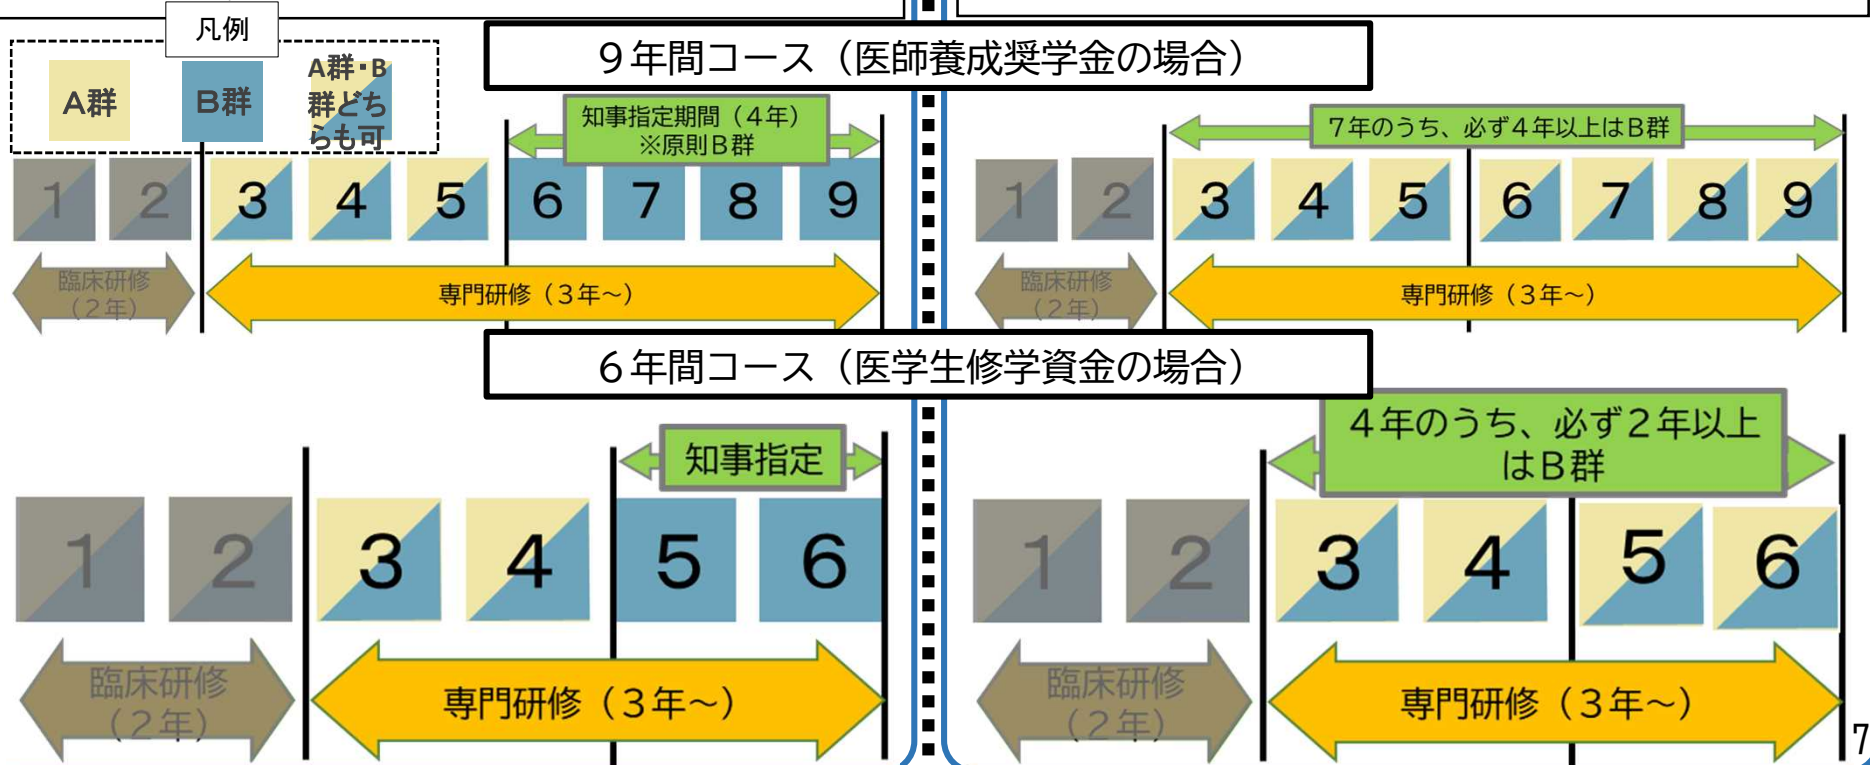 凡例
A群
B群
A群・B
群どち
らも可
９年間コース（医師養成奨学金の場合）
知事指定期間（４年）
※原則Ｂ群
1
2
3
4
5
6
7
8
9
臨床研修
（２年）
専門研修（３年～）
７年のうち、必ず４年以上はＢ群
1
2
3
4
5
6
7
8
9
臨床研修
（２年）
専門研修（３年～）
６年間コース（医学生修学資金の場合）
知事指定
1
2
3
4
5
6
臨床研修
（２年）
専門研修（３年～）
４年のうち、必ず２年以上
はＢ群
1
2
3
4
5
6
臨床研修
（２年）
専門研修（３年～）
7